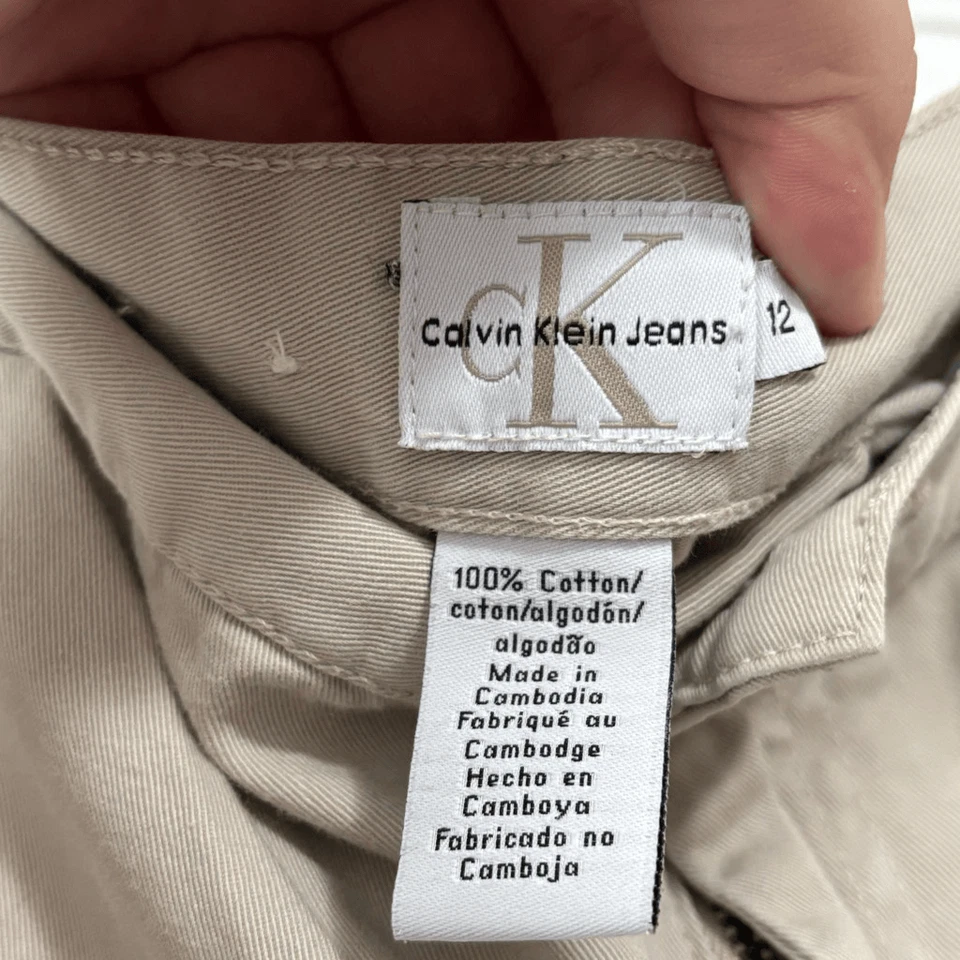 cK
Calvin Klein Jeans
12
100% Cotton/
coton/algodón/
algodão
Made in
Cambodia
Fabriqué au
Cambodge
Hecho en
Camboya
Fabricado no
Camboja